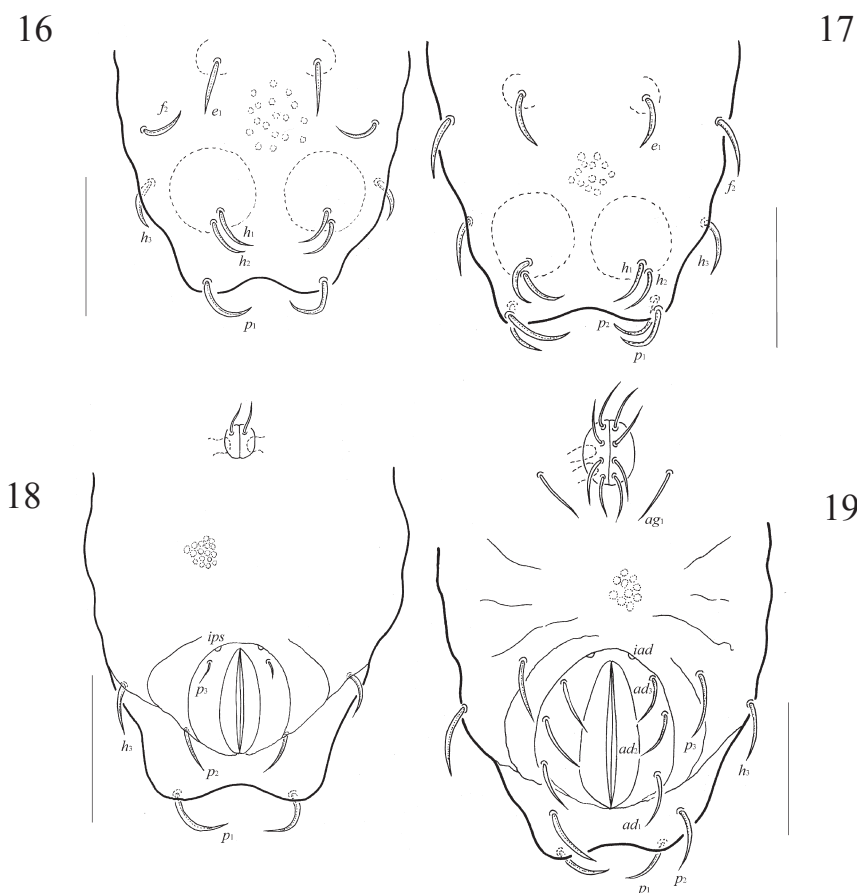 16
f₂
e₁
h₃
h₁
h₂
p₁
17
e₁
f₂
h₃
h₁
h₂
p₂
p₁
18
ips
p₃
h₃
p₂
p₁
19
ag₁
iad
ad₃
ad₂
p₃
h₃
ad₁
p₁
p₂